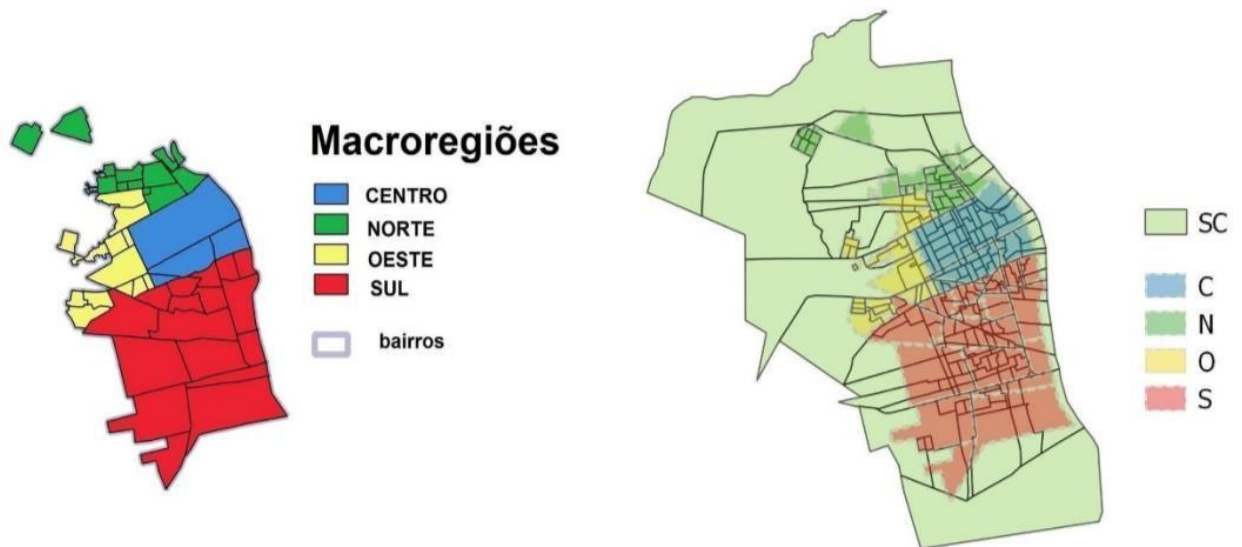 Macroregiões
CENTRO
NORTE
OESTE
SUL
bairros
SC
C
N
O
S